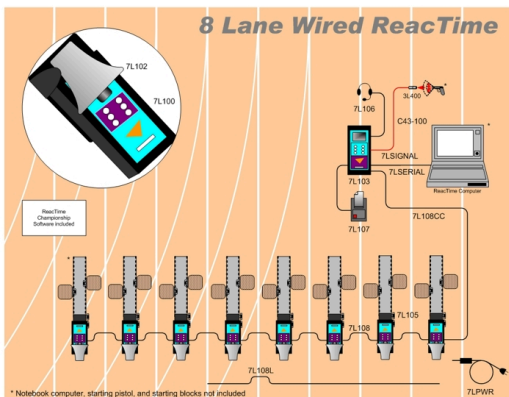 8 Lane Wired ReacTime
7L102
7L100
7L106
3L400
*
C43-100
*
7LSIGNAL
7LSERIAL
7L103
ReacTime Computer
7L107
7L108CC
ReacTime
Championship
Software included
*
7L105
7L108
7L108L
7LPWR
* Notebook computer, starting pistol, and starting blocks not included